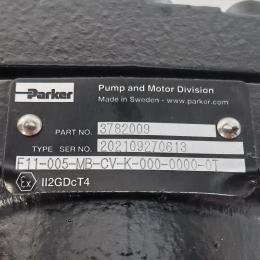 Parker
Pump and Motor Division
Made in Sweden - www.parker.com
PART NO. 3782009
TYPE SER NO. 202109270613
F11-005-MB-CV-K-000-0000-0T
Ex II2GDcT4